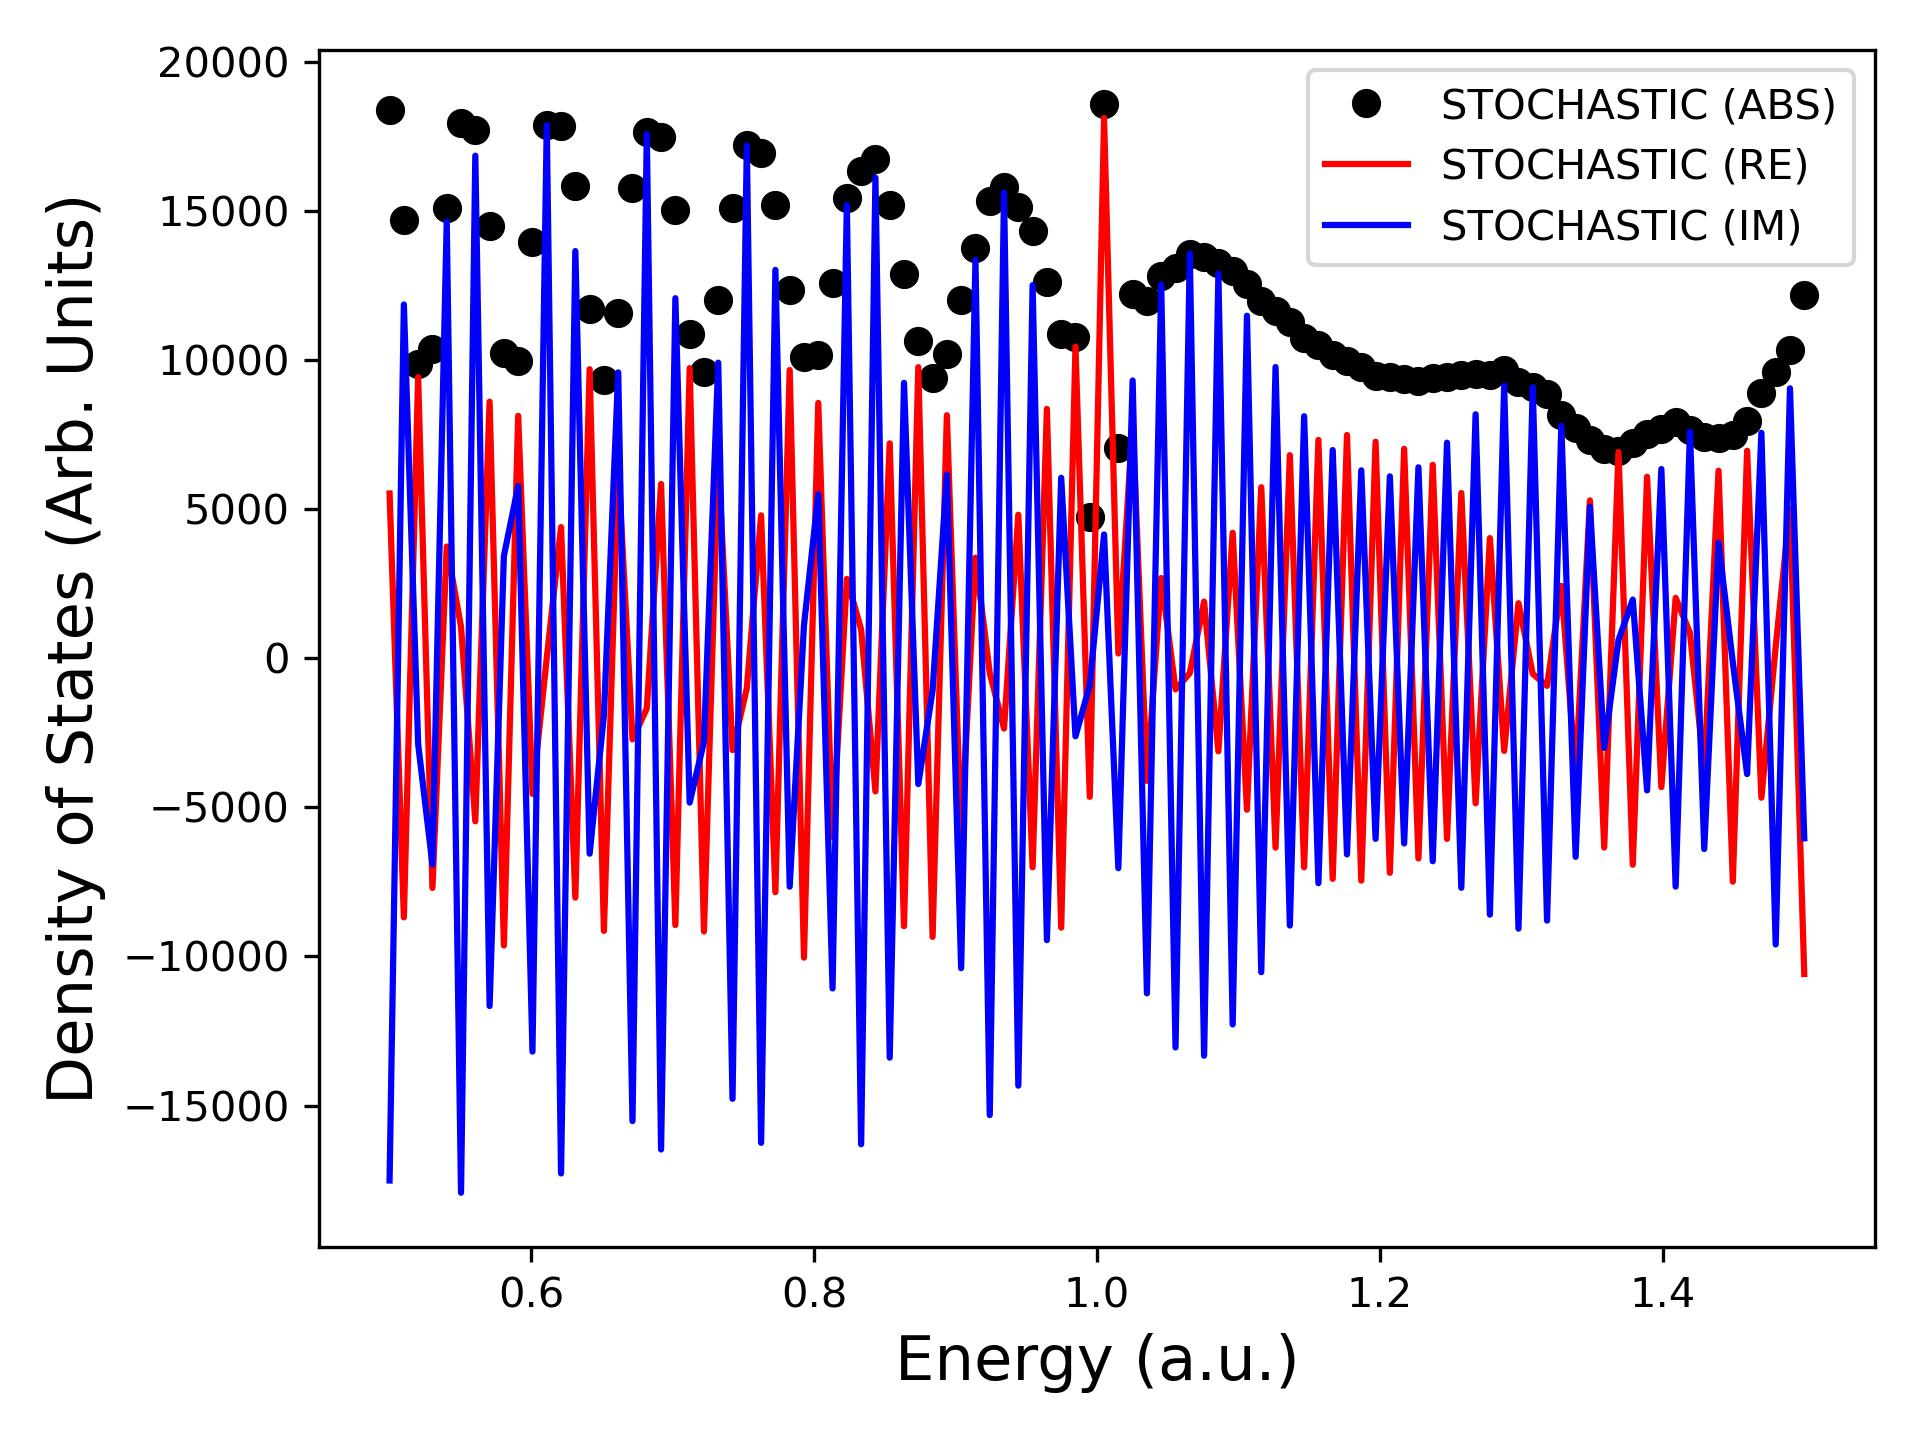 20000
15000
10000
5000
0
−5000
−10000
−15000
Density of States (Arb. Units)
STOCHASTIC (ABS)
STOCHASTIC (RE)
STOCHASTIC (IM)
0.6 0.8 1.0 1.2 1.4
Energy (a.u.)